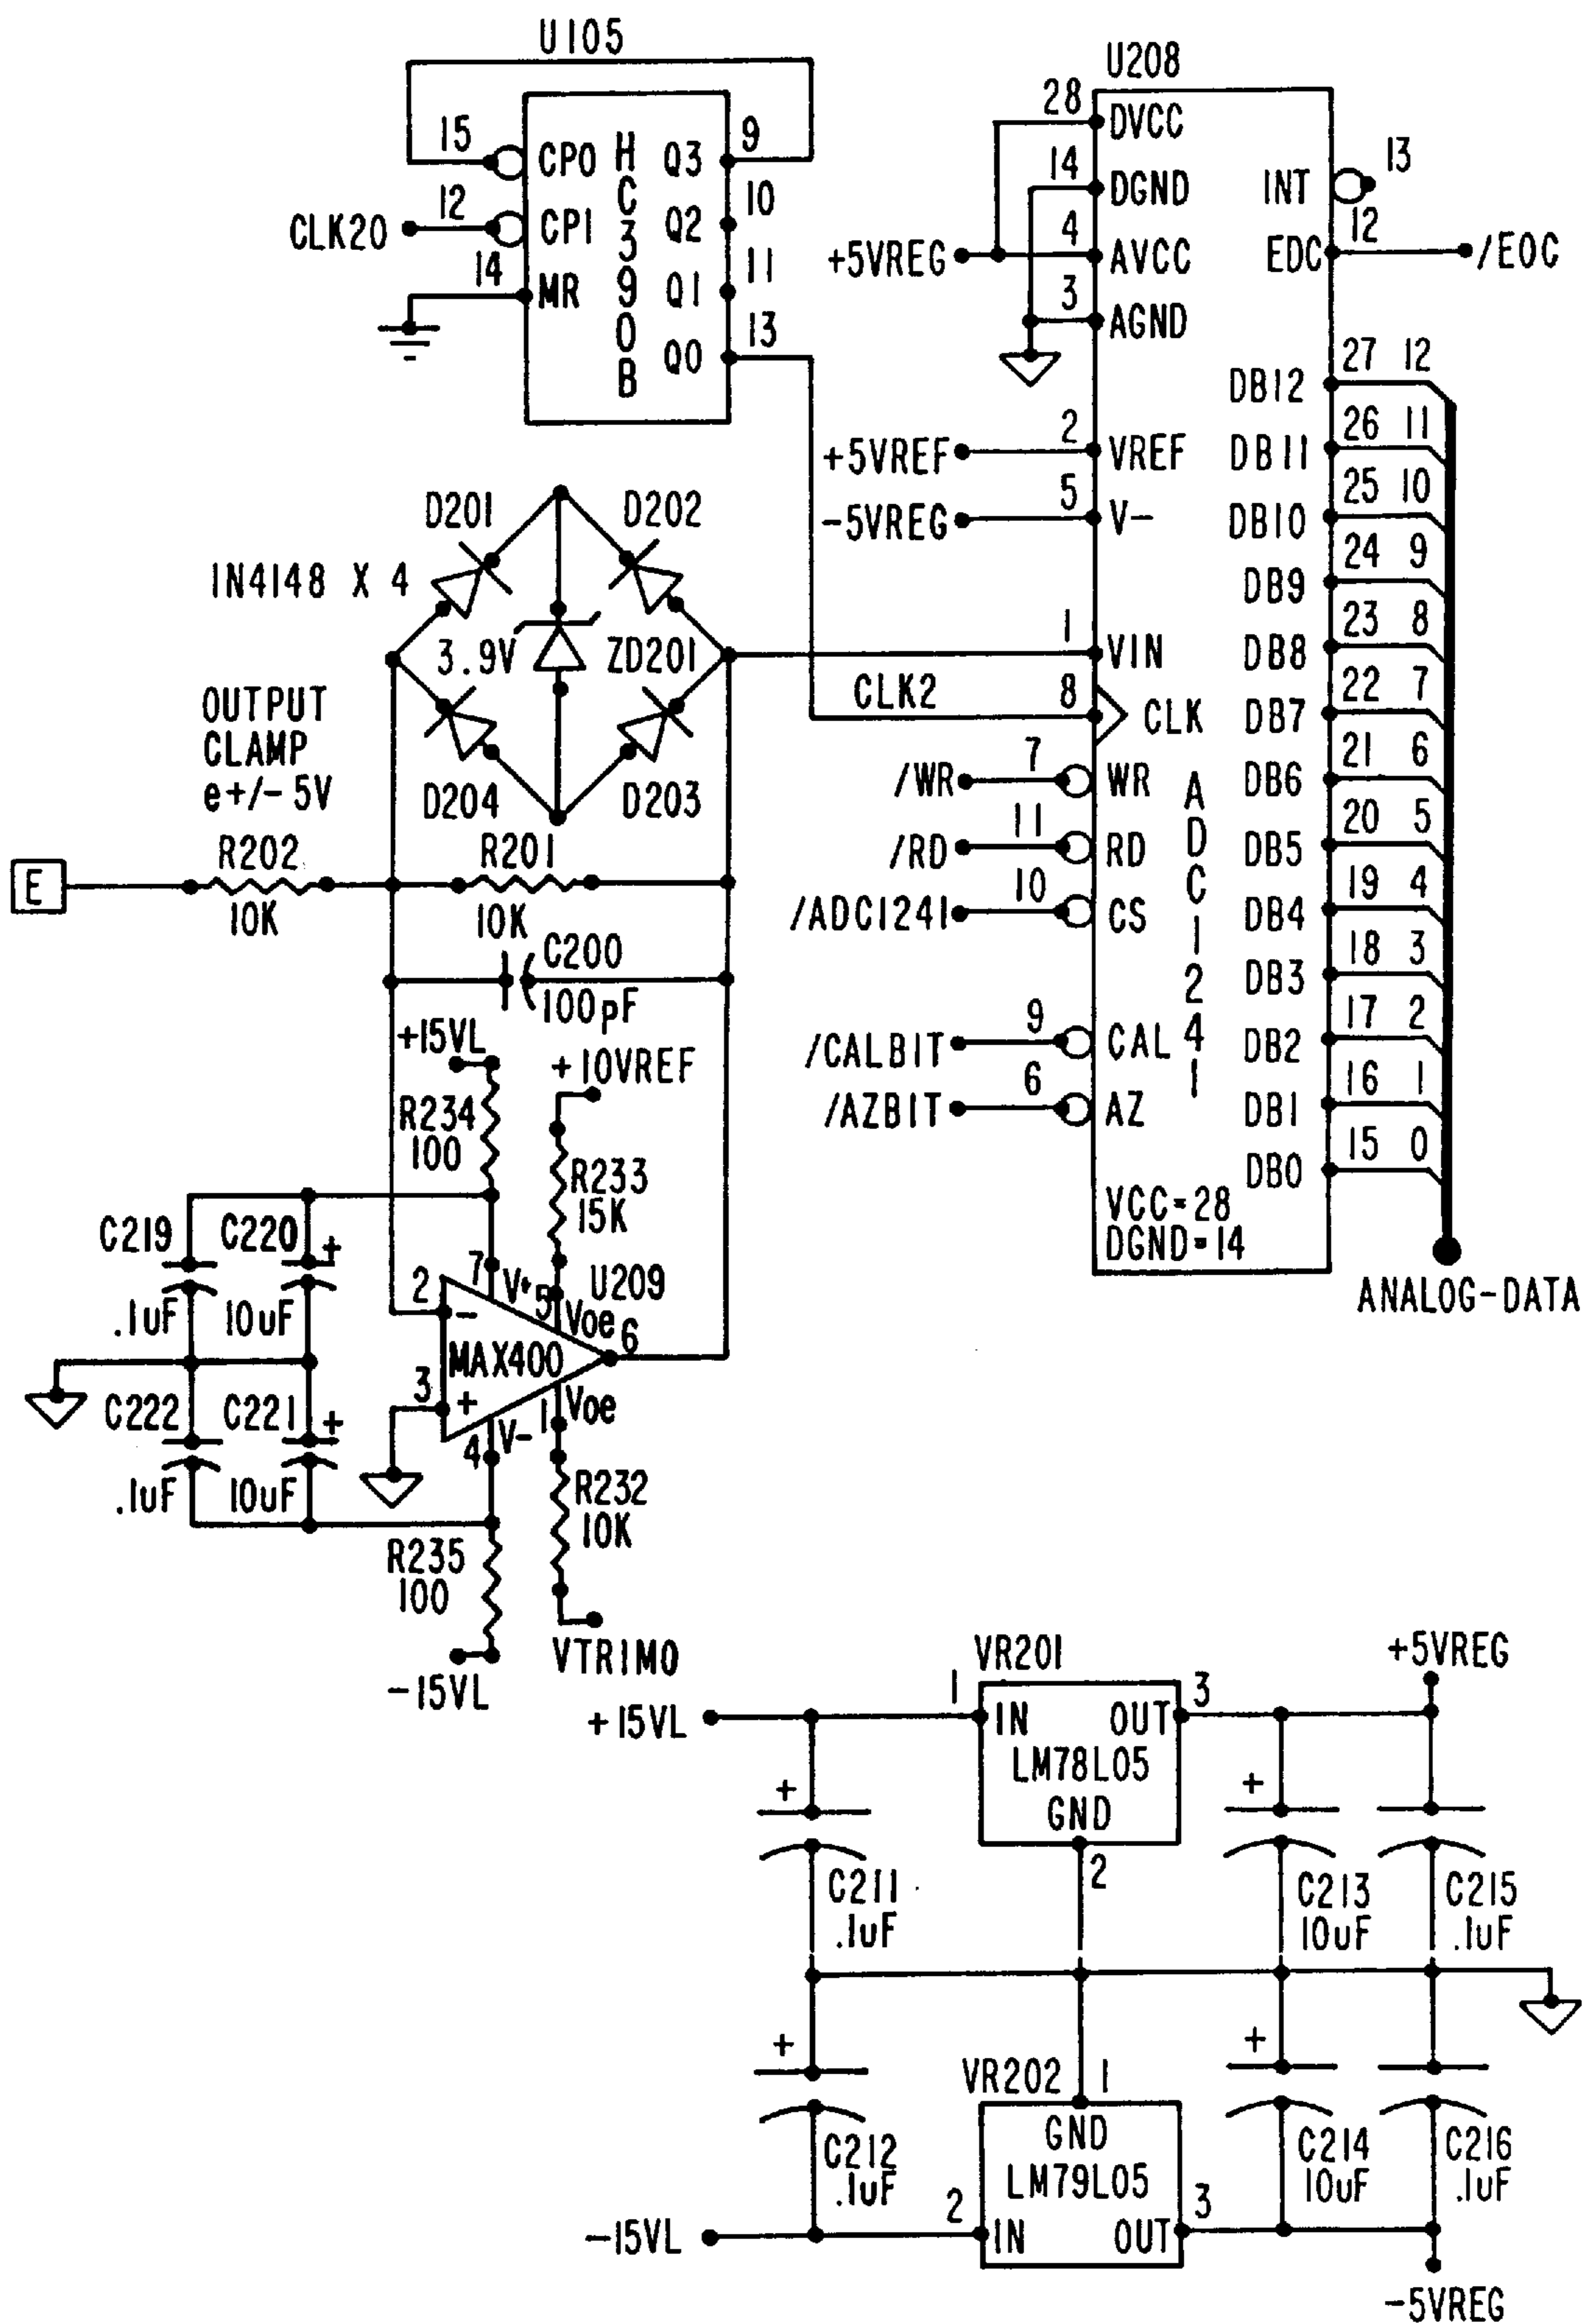 U105
15
CP0
HC390B
Q3
9
12
CP1
Q2
10
CLK20
14
MR
Q1
11
Q0
13
U208
28
DVCC
14
DGND
INT
13
+5VREG
4
AVCC
EDC
12
/EOC
3
AGND
DB12
27 12
+5VREF
2
VREF
DB11
26 11
-5VREG
5
V-
DB10
25 10
DB9
24 9
1
VIN
DB8
23 8
CLK2
8
CLK
DB7
22 7
/WR
7
WR
DB6
21 6
/RD
11
RD
DB5
20 5
/ADC1241
10
CS
DB4
19 4
DB3
18 3
/CALBIT
9
CAL
DB2
17 2
/AZBIT
6
AZ
DB1
16 1
DB0
15 0
ADC1241
VCC=28
DGND=14
ANALOG-DATA
D201
D202
1N4148 X 4
3.9V
ZD201
D204
D203
OUTPUT
CLAMP
e+/-5V
E
R202
10K
R201
10K
C200
100pF
+15VL
+10VREF
R234
100
R233
15K
C219
.1uF
C220
+
10uF
2
-
7
V+
5
Voe
U209
MAX400
6
3
+
4
V-
1
Voe
C222
.1uF
C221
+
10uF
R235
100
R232
10K
-15VL
VTRIM0
VR201
+15VL
1
IN
OUT
3
+5VREG
LM78L05
GND
2
+
C211
.1uF
+
C213
10uF
C215
.1uF
+
C212
.1uF
VR202
1
GND
LM79L05
+
C214
10uF
C216
.1uF
-15VL
2
IN
OUT
3
-5VREG